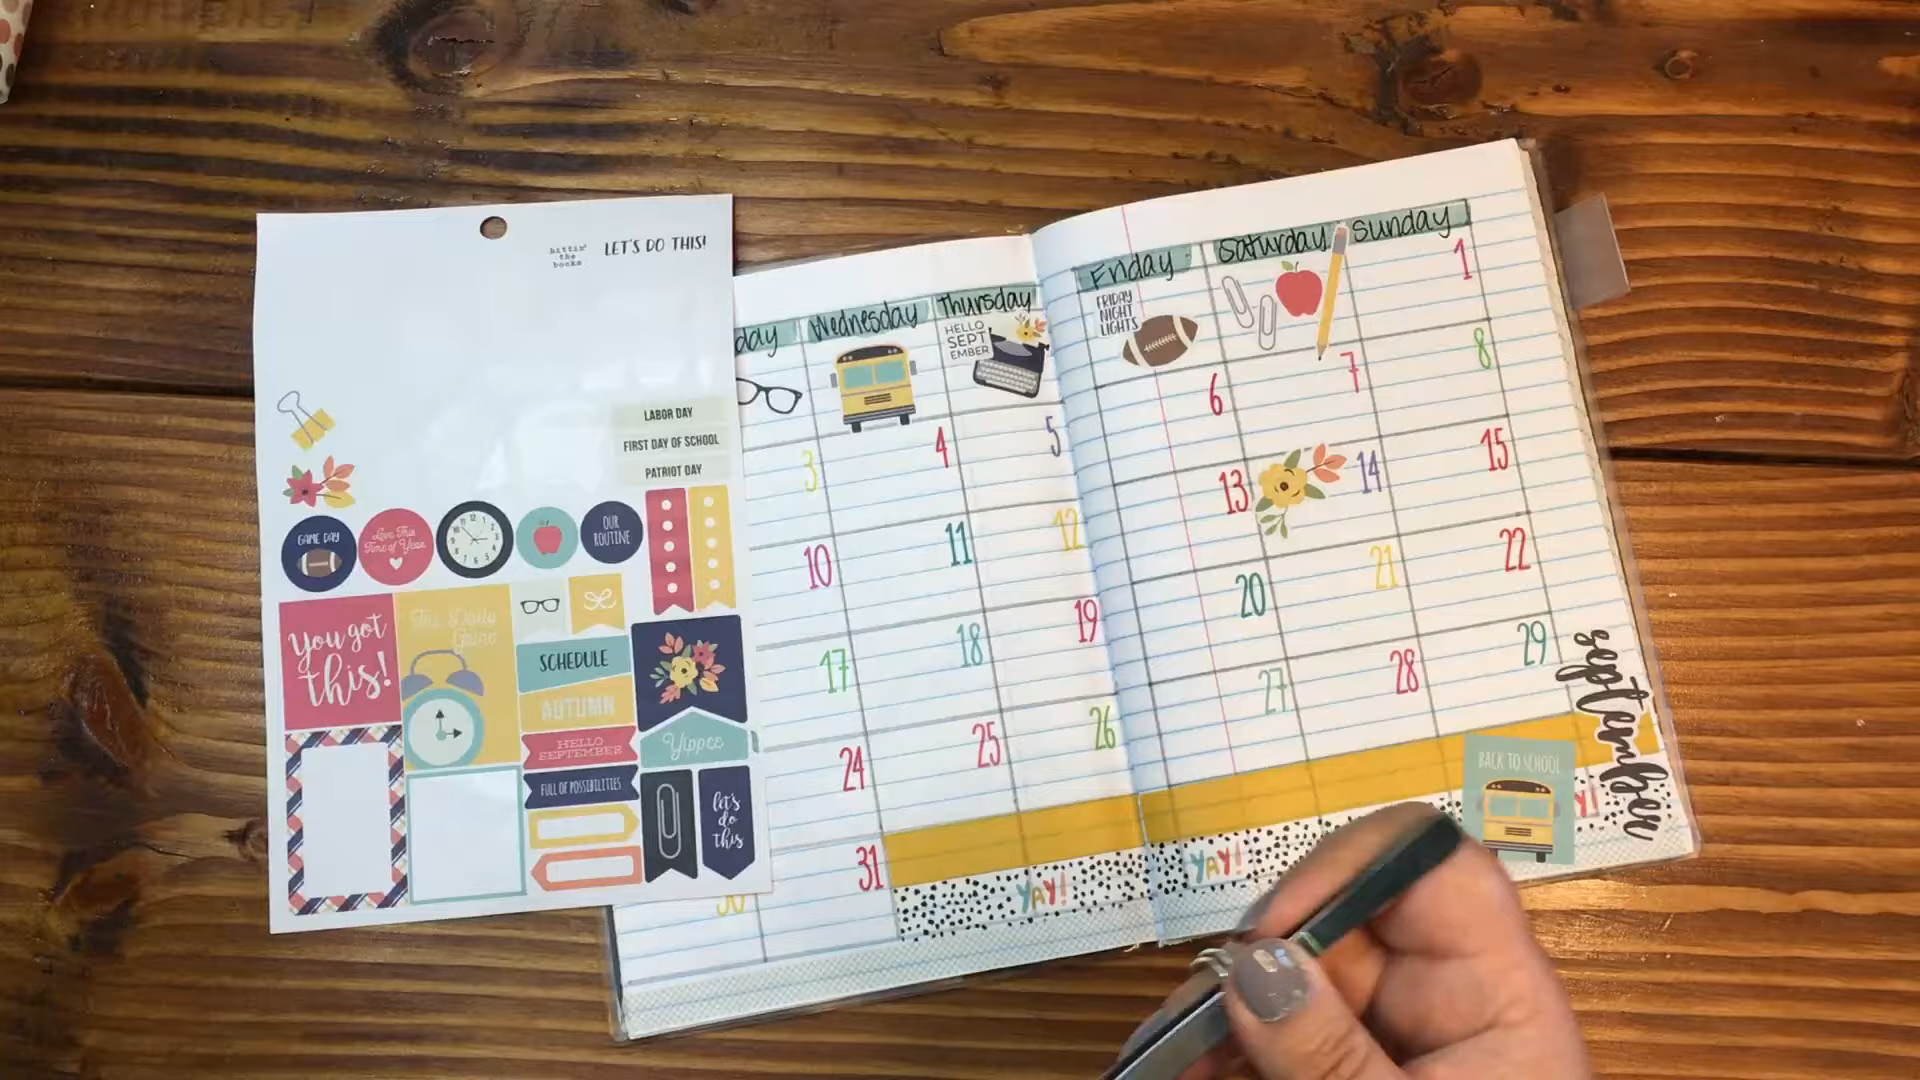 hittin'
the
books
LET'S DO THIS!
LABOR DAY
FIRST DAY OF SCHOOL
PATRIOT DAY
GAME DAY
Love This
Time of Year
OUR
ROUTINE
You got
this!
The Daily
Grind
SCHEDULE
AUTUMN
HELLO
SEPTEMBER
FULL OF POSSIBILITIES
Yippee
let's
do
this
day Wednesday Thursday
HELLO
SEPT
EMBER
3 4 5
10 11 12
17 18 19
24 25 26
31
30
YAY!
Friday Saturday Sunday
FRIDAY
NIGHT
LIGHTS
1
6 7 8
13 14 15
20 21 22
27 28 29
september
BACK TO SCHOOL
YAY!
Y!